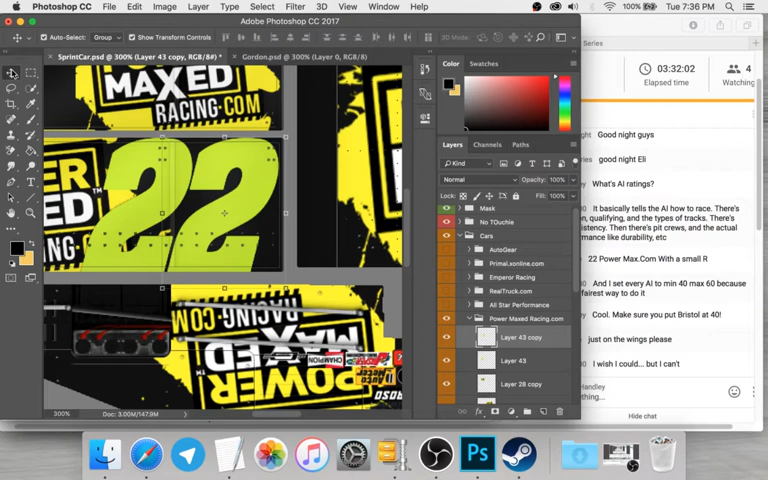 Photoshop CC File Edit Image Layer Type Select Filter 3D View Window Help 100% Tue 7:36 PM
Adobe Photoshop CC 2017
Auto-Select: Group Show Transform Controls 3D Mode:
SprintCar.psd @ 300% (Layer 43 copy, RGB/8#) * Gordon.psd @ 300% (Layer 0, RGB/8)
MAXED
RACING.COM
22
POWER
MAXED
RACING.COM
CHAMPION
Color Swatches
Layers Channels Paths
Kind
Normal Opacity: 100%
Lock: Fill: 100%
Mask
No TOuchie
Cars
AutoGear
Primal.xonline.com
Emperor Racing
RealTruck.com
All Star Performance
Power Maxed Racing.com
Layer 43 copy
Layer 43
Layer 28 copy
300% Doc: 3.00M/147.9M
Series
03:32:02
Elapsed time
4
Watching
Good night guys
good night Eli
What's AI ratings?
It basically tells the AI how to race. There's
qualifying, and the types of tracks. There's
Then there's pit crews, and the actual
like durability, etc
22 Power Max.Com With a small R
And I set every AI to min 40 max 60 because
fairest way to do it
Cool. Make sure you put Bristol at 40!
just on the wings please
I wish I could... but I can't
Handley
Hide chat
Ps